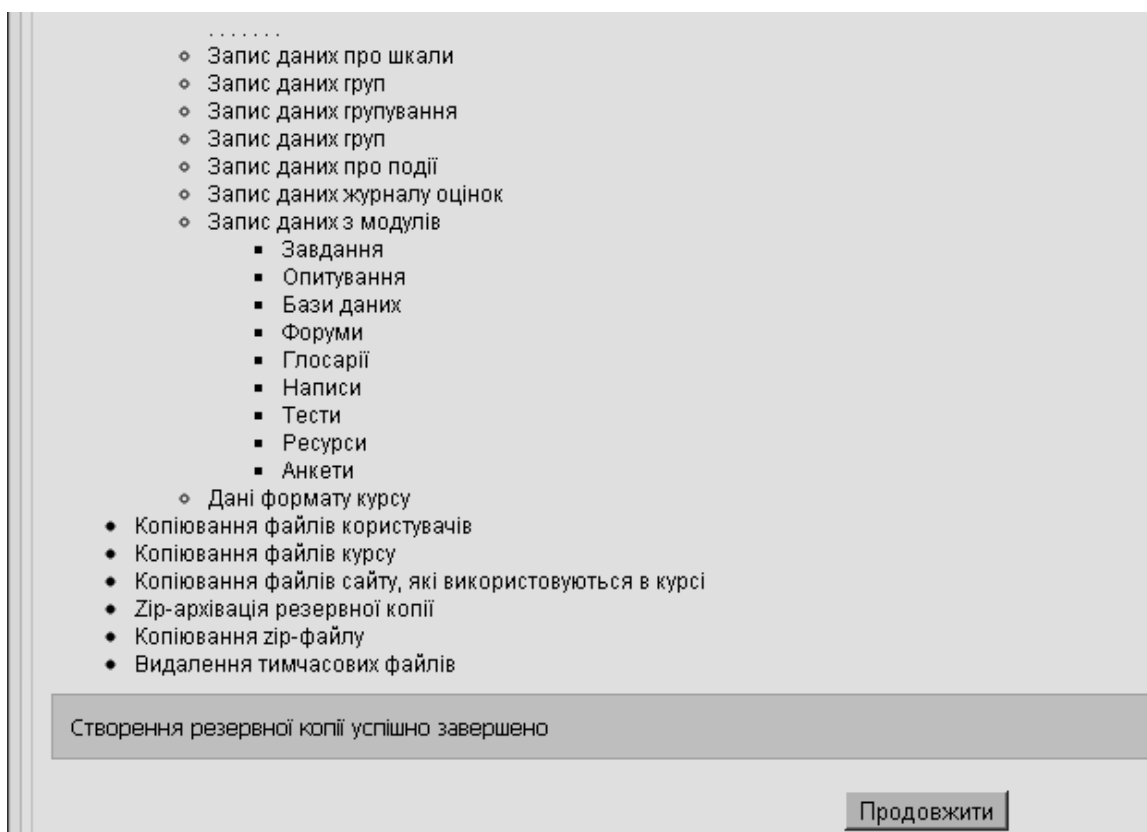 .......
Запис даних про шкали
Запис даних груп
Запис даних групування
Запис даних груп
Запис даних про події
Запис даних журналу оцінок
Запис даних з модулів
Завдання
Опитування
Бази даних
Форуми
Глосарії
Написи
Тести
Ресурси
Анкети
Дані формату курсу
Копіювання файлів користувачів
Копіювання файлів курсу
Копіювання файлів сайту, які використовуються в курсі
Zip-архівація резервної копії
Копіювання zip-файлу
Видалення тимчасових файлів
Створення резервної копії успішно завершено
Продовжити